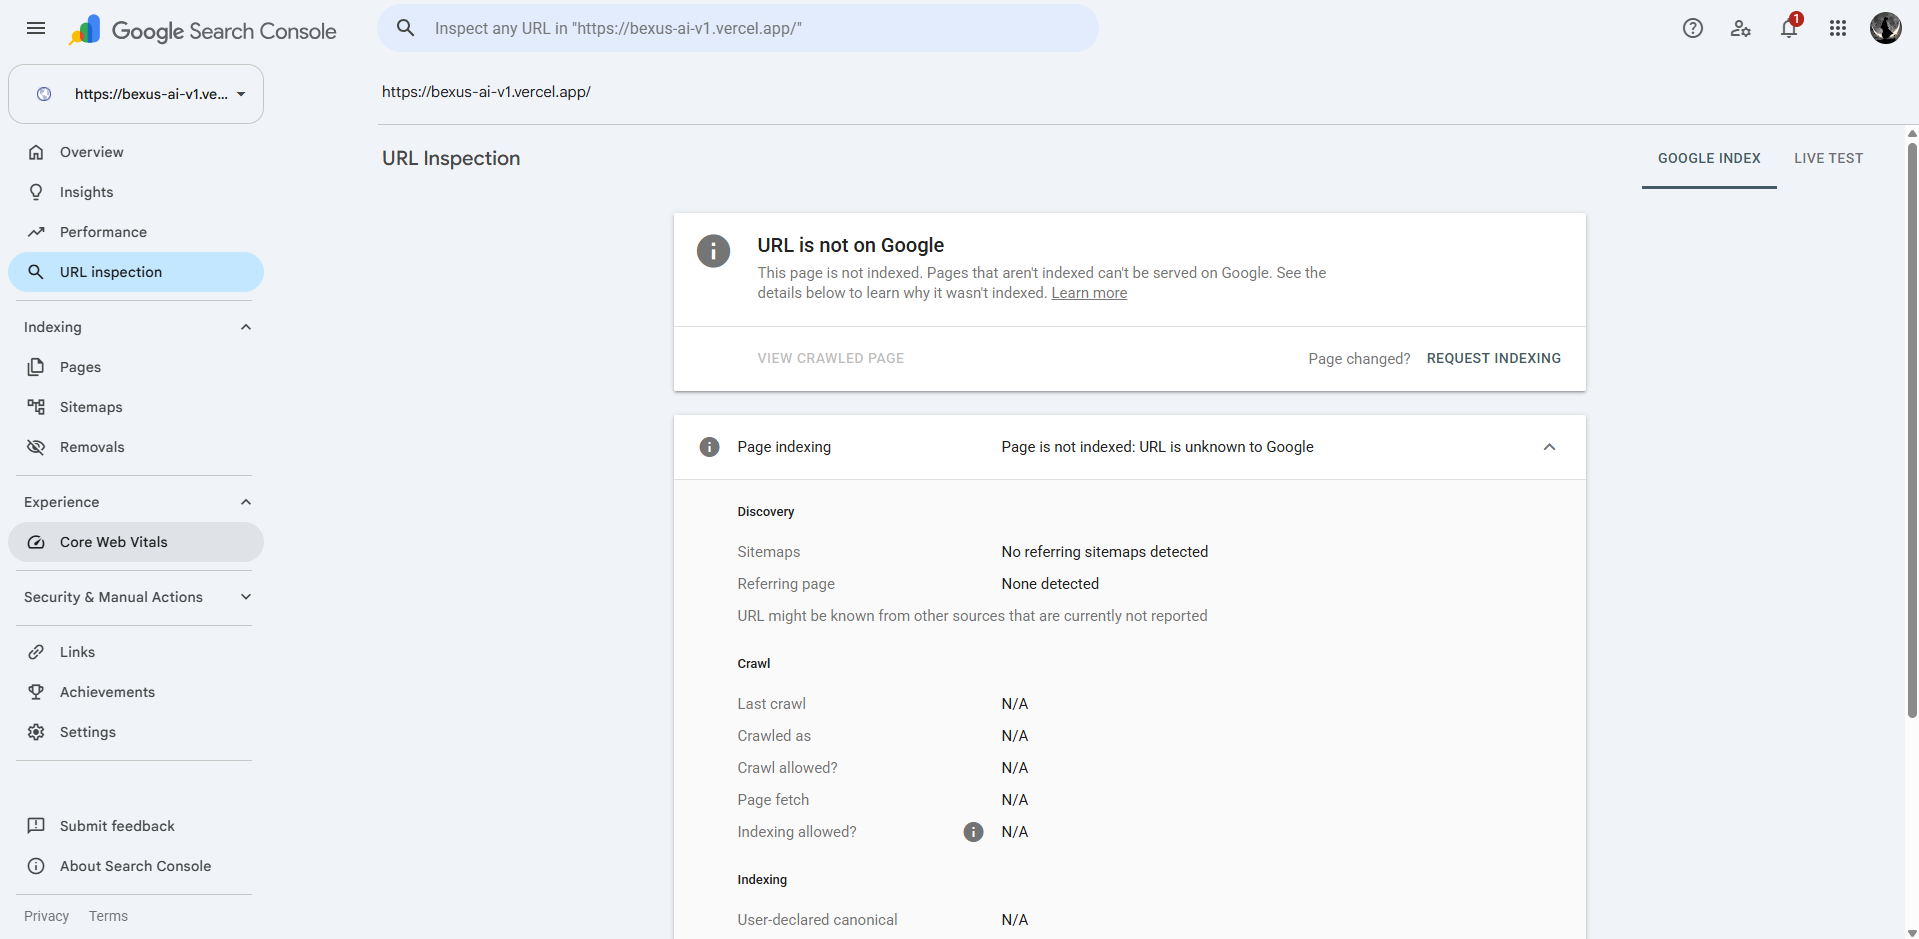 Google Search Console
Inspect any URL in "https://bexus-ai-v1.vercel.app/"
1
https://bexus-ai-v1.ve...
https://bexus-ai-v1.vercel.app/
Overview
Insights
Performance
URL inspection
Indexing
Pages
Sitemaps
Removals
Experience
Core Web Vitals
Security & Manual Actions
Links
Achievements
Settings
Submit feedback
About Search Console
Privacy Terms
URL Inspection
GOOGLE INDEX
LIVE TEST
URL is not on Google
This page is not indexed. Pages that aren't indexed can't be served on Google. See the
details below to learn why it wasn't indexed. Learn more
VIEW CRAWLED PAGE
Page changed? REQUEST INDEXING
Page indexing Page is not indexed: URL is unknown to Google
Discovery
Sitemaps No referring sitemaps detected
Referring page None detected
URL might be known from other sources that are currently not reported
Crawl
Last crawl N/A
Crawled as N/A
Crawl allowed? N/A
Page fetch N/A
Indexing allowed? N/A
Indexing
User-declared canonical N/A